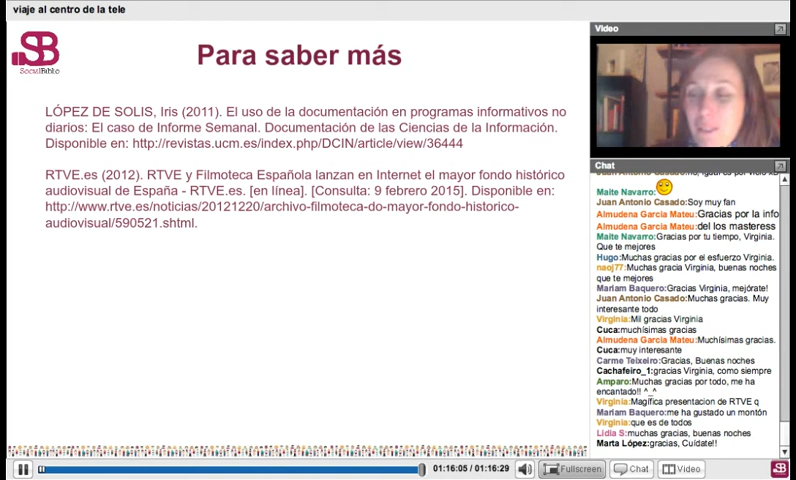 viaje al centro de la tele
SB
SocialBiblio
Para saber más
LÓPEZ DE SOLIS, Iris (2011). El uso de la documentación en programas informativos no
diarios: El caso de Informe Semanal. Documentación de las Ciencias de la Información.
Disponible en: http://revistas.ucm.es/index.php/DCIN/article/view/36444
RTVE.es (2012). RTVE y Filmoteca Española lanzan en Internet el mayor fondo histórico
audiovisual de España - RTVE.es. [en línea]. [Consulta: 9 febrero 2015]. Disponible en:
http://www.rtve.es/noticias/20121220/archivo-filmoteca-do-mayor-fondo-historico-
audiovisual/590521.shtml.
Video
Chat
Maite Navarro:
Juan Antonio Casado:Soy muy fan
Almudena Garcia Mateu:Gracias por la info
Almudena Garcia Mateu:del los masteress
Maite Navarro:Gracias por tu tiempo, Virginia.
Que te mejores
Hugo:Muchas gracias por el esfuerzo Virginia.
naoj77:Muchas gracia Virginia, buenas noches
que te mejores
Mariam Baquero:Gracias Virginia, mejórate!
Juan Antonio Casado:Muchas gracias. Muy
interesante todo
Virginia:Mil gracias Virginia
Cuca:muchísimas gracias
Almudena Garcia Mateu:Muchísimas gracias.
Cuca:muy interesante
Carme Teixeiro:Gracias, Buenas noches
Cachafeiro_1:gracias Virginia, como siempre
Amparo:Muchas gracias por todo, me ha
encantado!! ^_^
Virginia:Magífica presentacion de RTVE q
Mariam Baquero:me ha gustado un montón
Virginia:que es de todos
Lidia S:muchas gracias, buenas noches
Marta López:gracias, Cuídate!!
01:16:05 / 01:16:29
Fullscreen
Chat
Video
SB